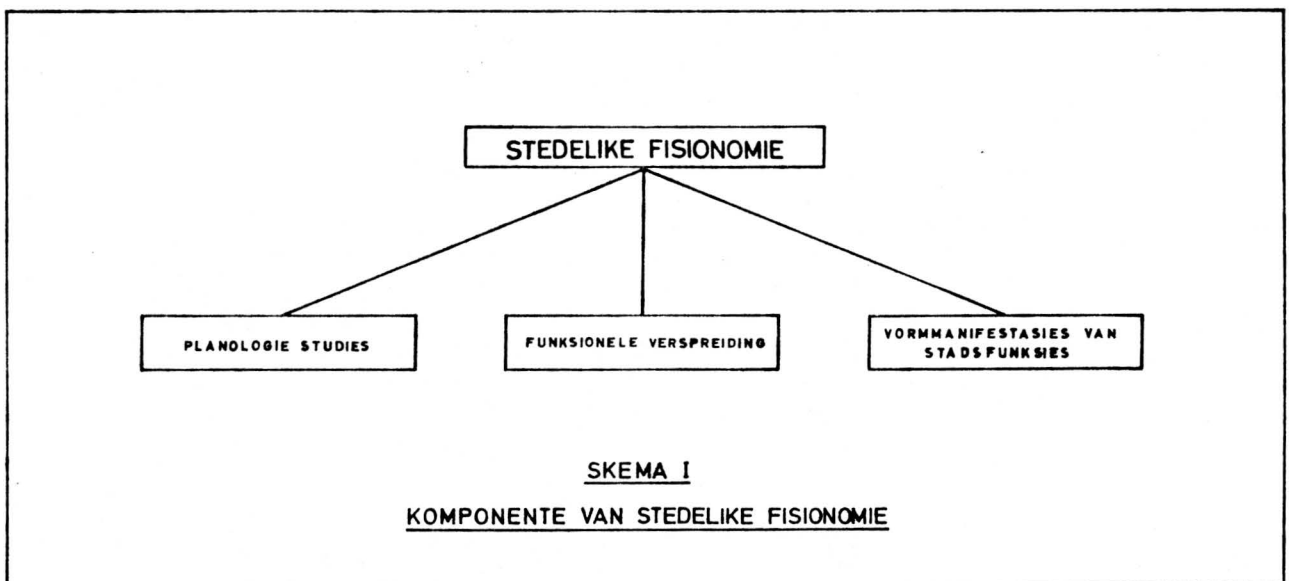 STEDELIKE FISIONOMIE
PLANOLOGIE STUDIES
FUNKSIONELE VERSPREIDING
VORMMANIFESTASIES VAN
STADSFUNKSIES
SKEMA I
KOMPONENTE VAN STEDELIKE FISIONOMIE